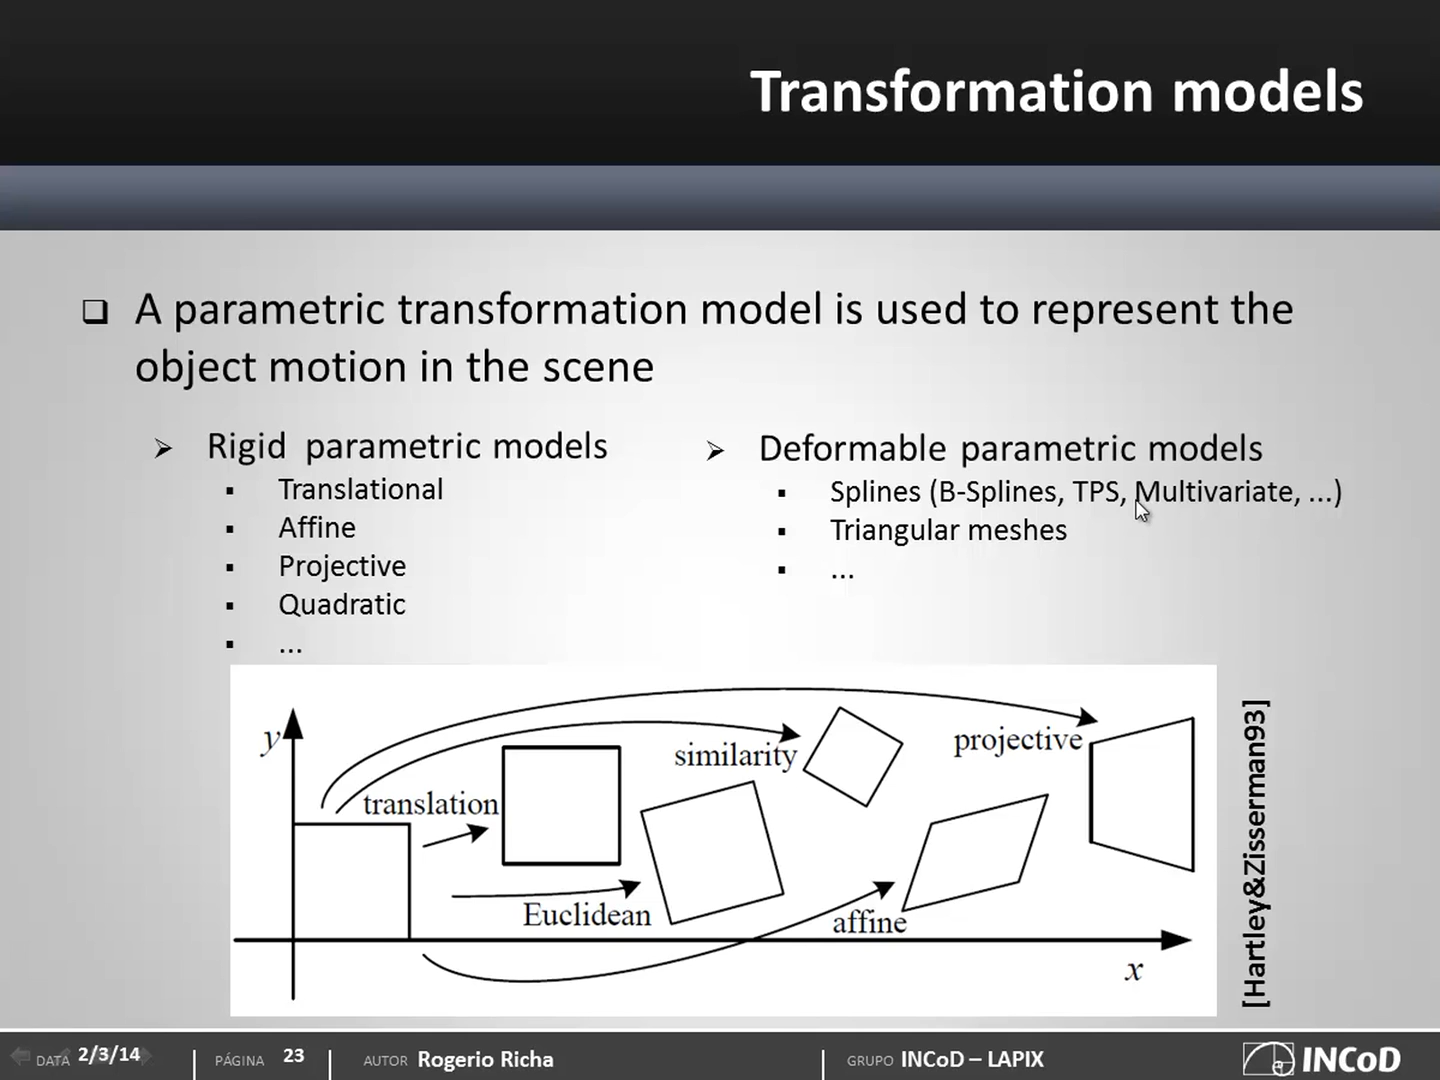 Transformation models
❑ A parametric transformation model is used to represent the
object motion in the scene
➢ Rigid parametric models
▪ Translational
▪ Affine
▪ Projective
▪ Quadratic
▪ ...
➢ Deformable parametric models
▪ Splines (B-Splines, TPS, Multivariate, ...)
▪ Triangular meshes
▪ ...
y
translation
Euclidean
similarity
affine
projective
x
[Hartley&Zisserman93]
DATA 2/3/14
PÁGINA 23
AUTOR Rogerio Richa
GRUPO INCoD – LAPIX
INCoD